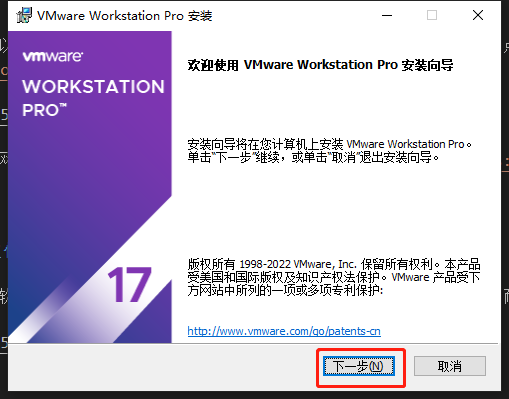 VMware Workstation Pro 安装
vmware
WORKSTATION
PRO™
17
欢迎使用 VMware Workstation Pro 安装向导
安装向导将在您计算机上安装 VMware Workstation Pro。
单击“下一步”继续，或单击“取消”退出安装向导。
版权所有 1998-2022 VMware, Inc. 保留所有权利。本产品
受美国和国际版权及知识产权法保护。VMware 产品受下
方网站中所列的一项或多项专利保护:
http://www.vmware.com/go/patents-cn
下一步(N)
取消